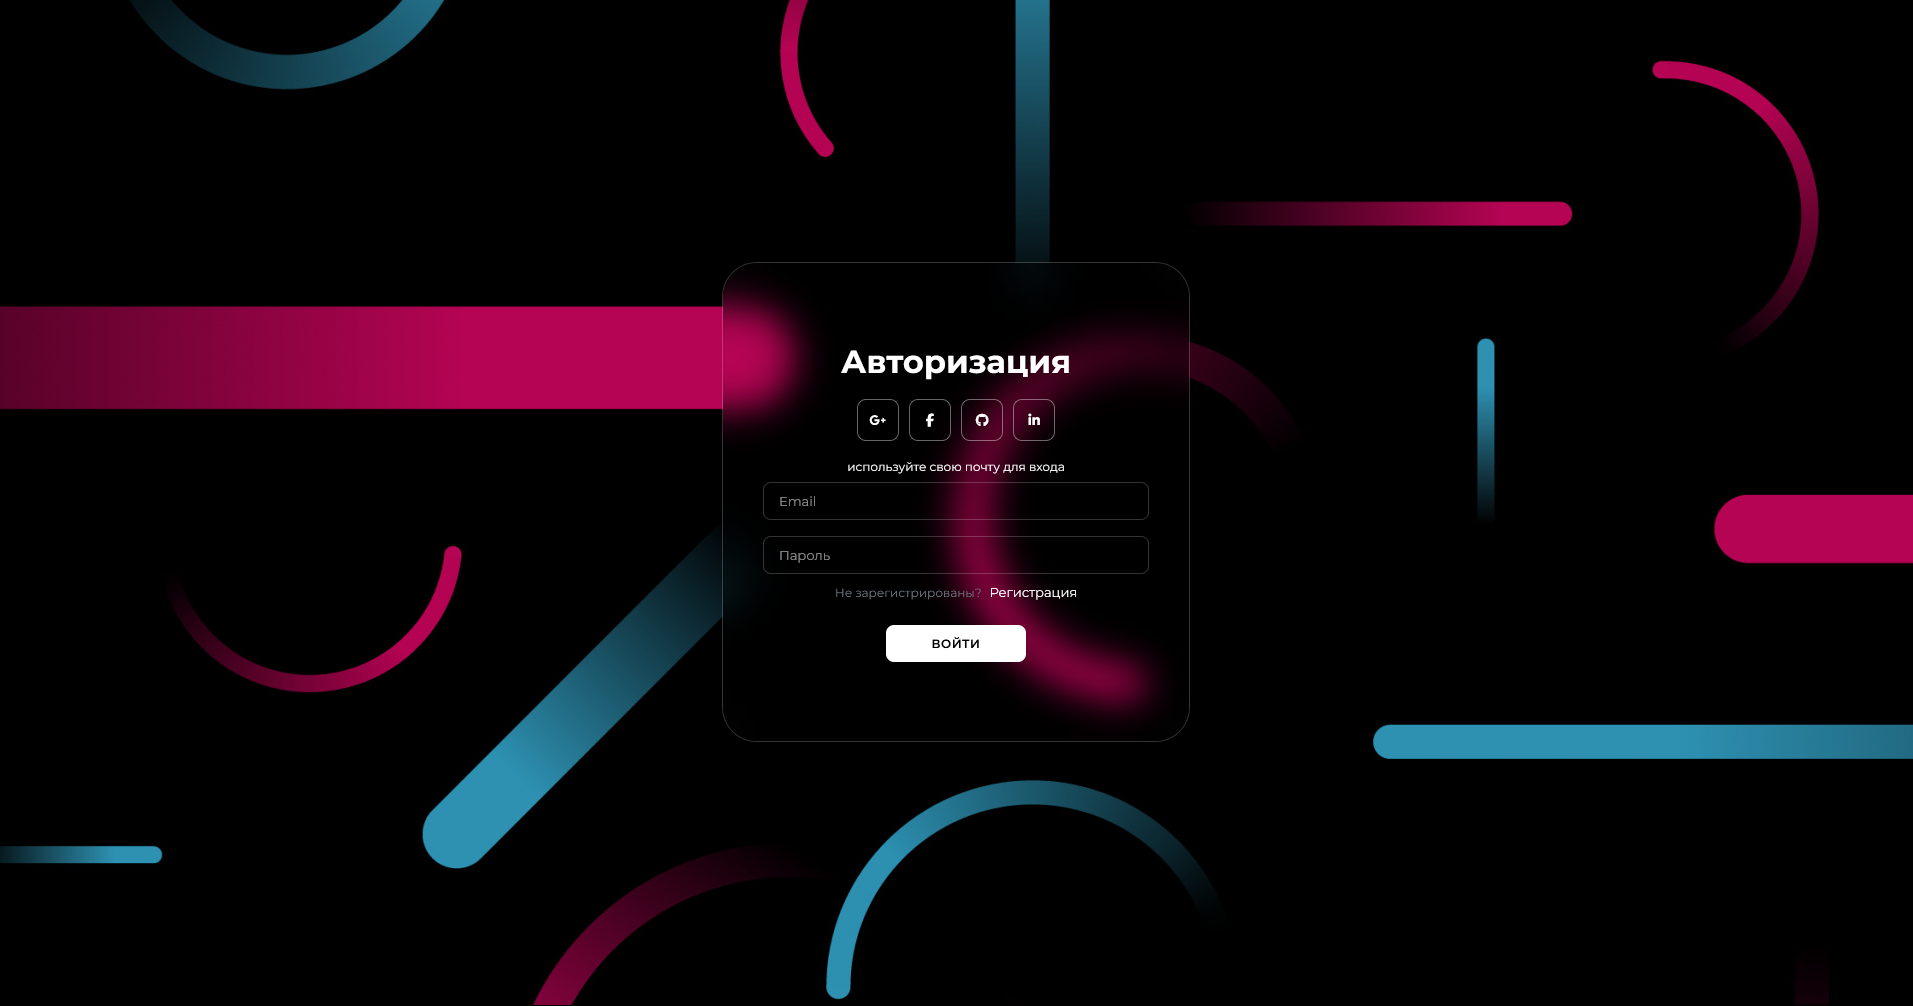 Авторизация
G+ f in
используйте свою почту для входа
Email
Пароль
Не зарегистрированы? Регистрация
ВОЙТИ